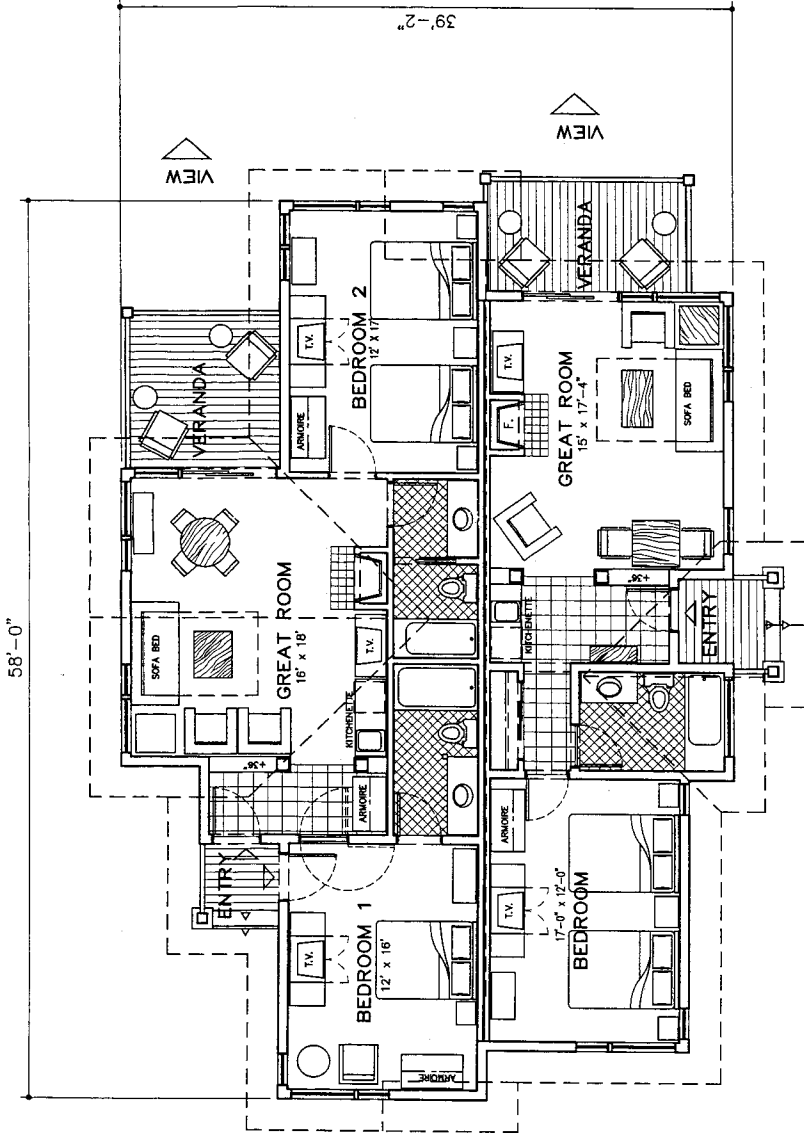 58'-0"
39'-2"
VIEW
VIEW
VERANDA
BEDROOM 2
12' X 17'
T.V.
ARMOIRE
GREAT ROOM
16' x 18'
SOFA BED
T.V.
KITCHENETTE
+36"
ARMOIRE
ENTRY
BEDROOM 1
12' x 16'
T.V.
ARMOIRE
VERANDA
GREAT ROOM
15' x 17'-4"
T.V.
F.
SOFA BED
+36"
KITCHENETTE
ENTRY
BEDROOM
17'-0" x 12'-0"
T.V.
ARMOIRE